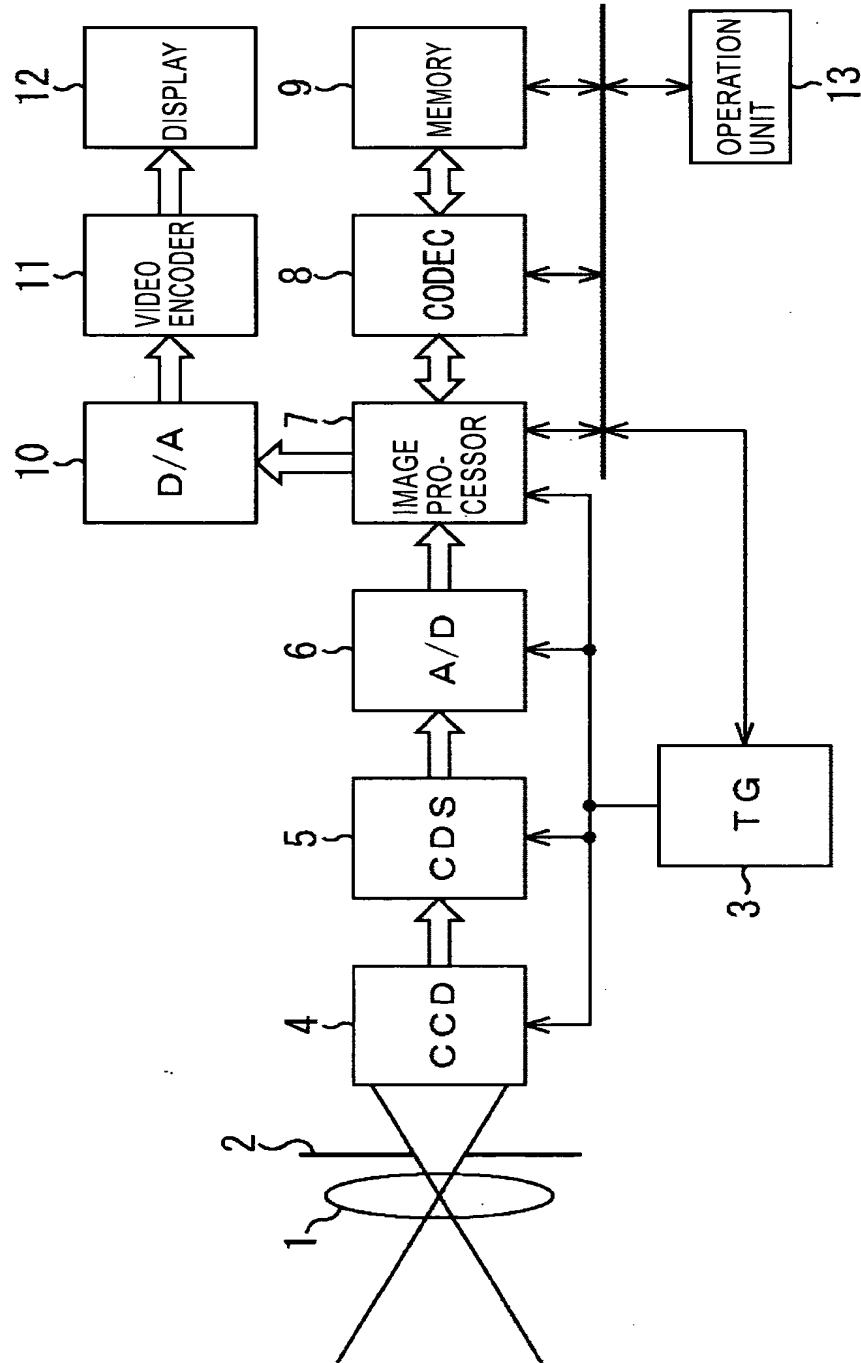 12
DISPLAY
11
VIDEO
ENCODER
10
D/A
9
MEMORY
8
CODEC
7
IMAGE
PRO-
CESSOR
6
A/D
5
CDS
4
CCD
2
1
3
TG
OPERATION
UNIT
13